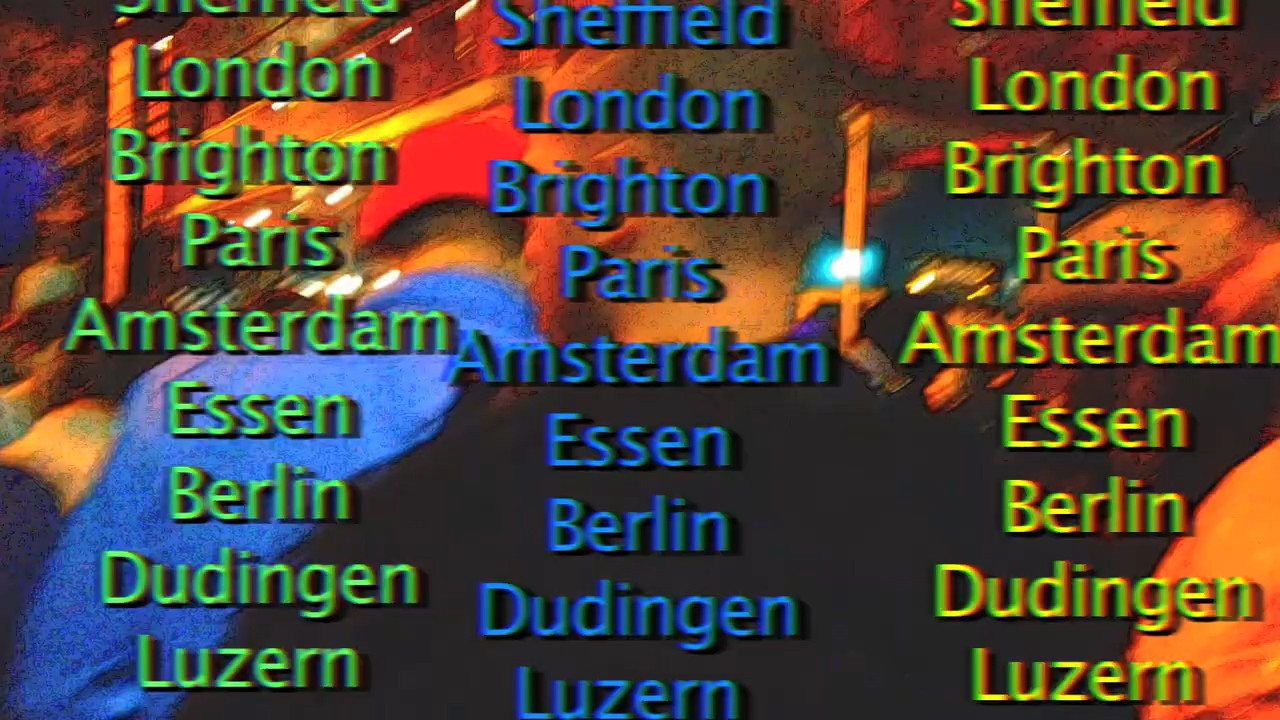 Sheffield
London
Brighton
Paris
Amsterdam
Essen
Berlin
Dudingen
Luzern
Sheffield
London
Brighton
Paris
Amsterdam
Essen
Berlin
Dudingen
Luzern
Sheffield
London
Brighton
Paris
Amsterdam
Essen
Berlin
Dudingen
Luzern